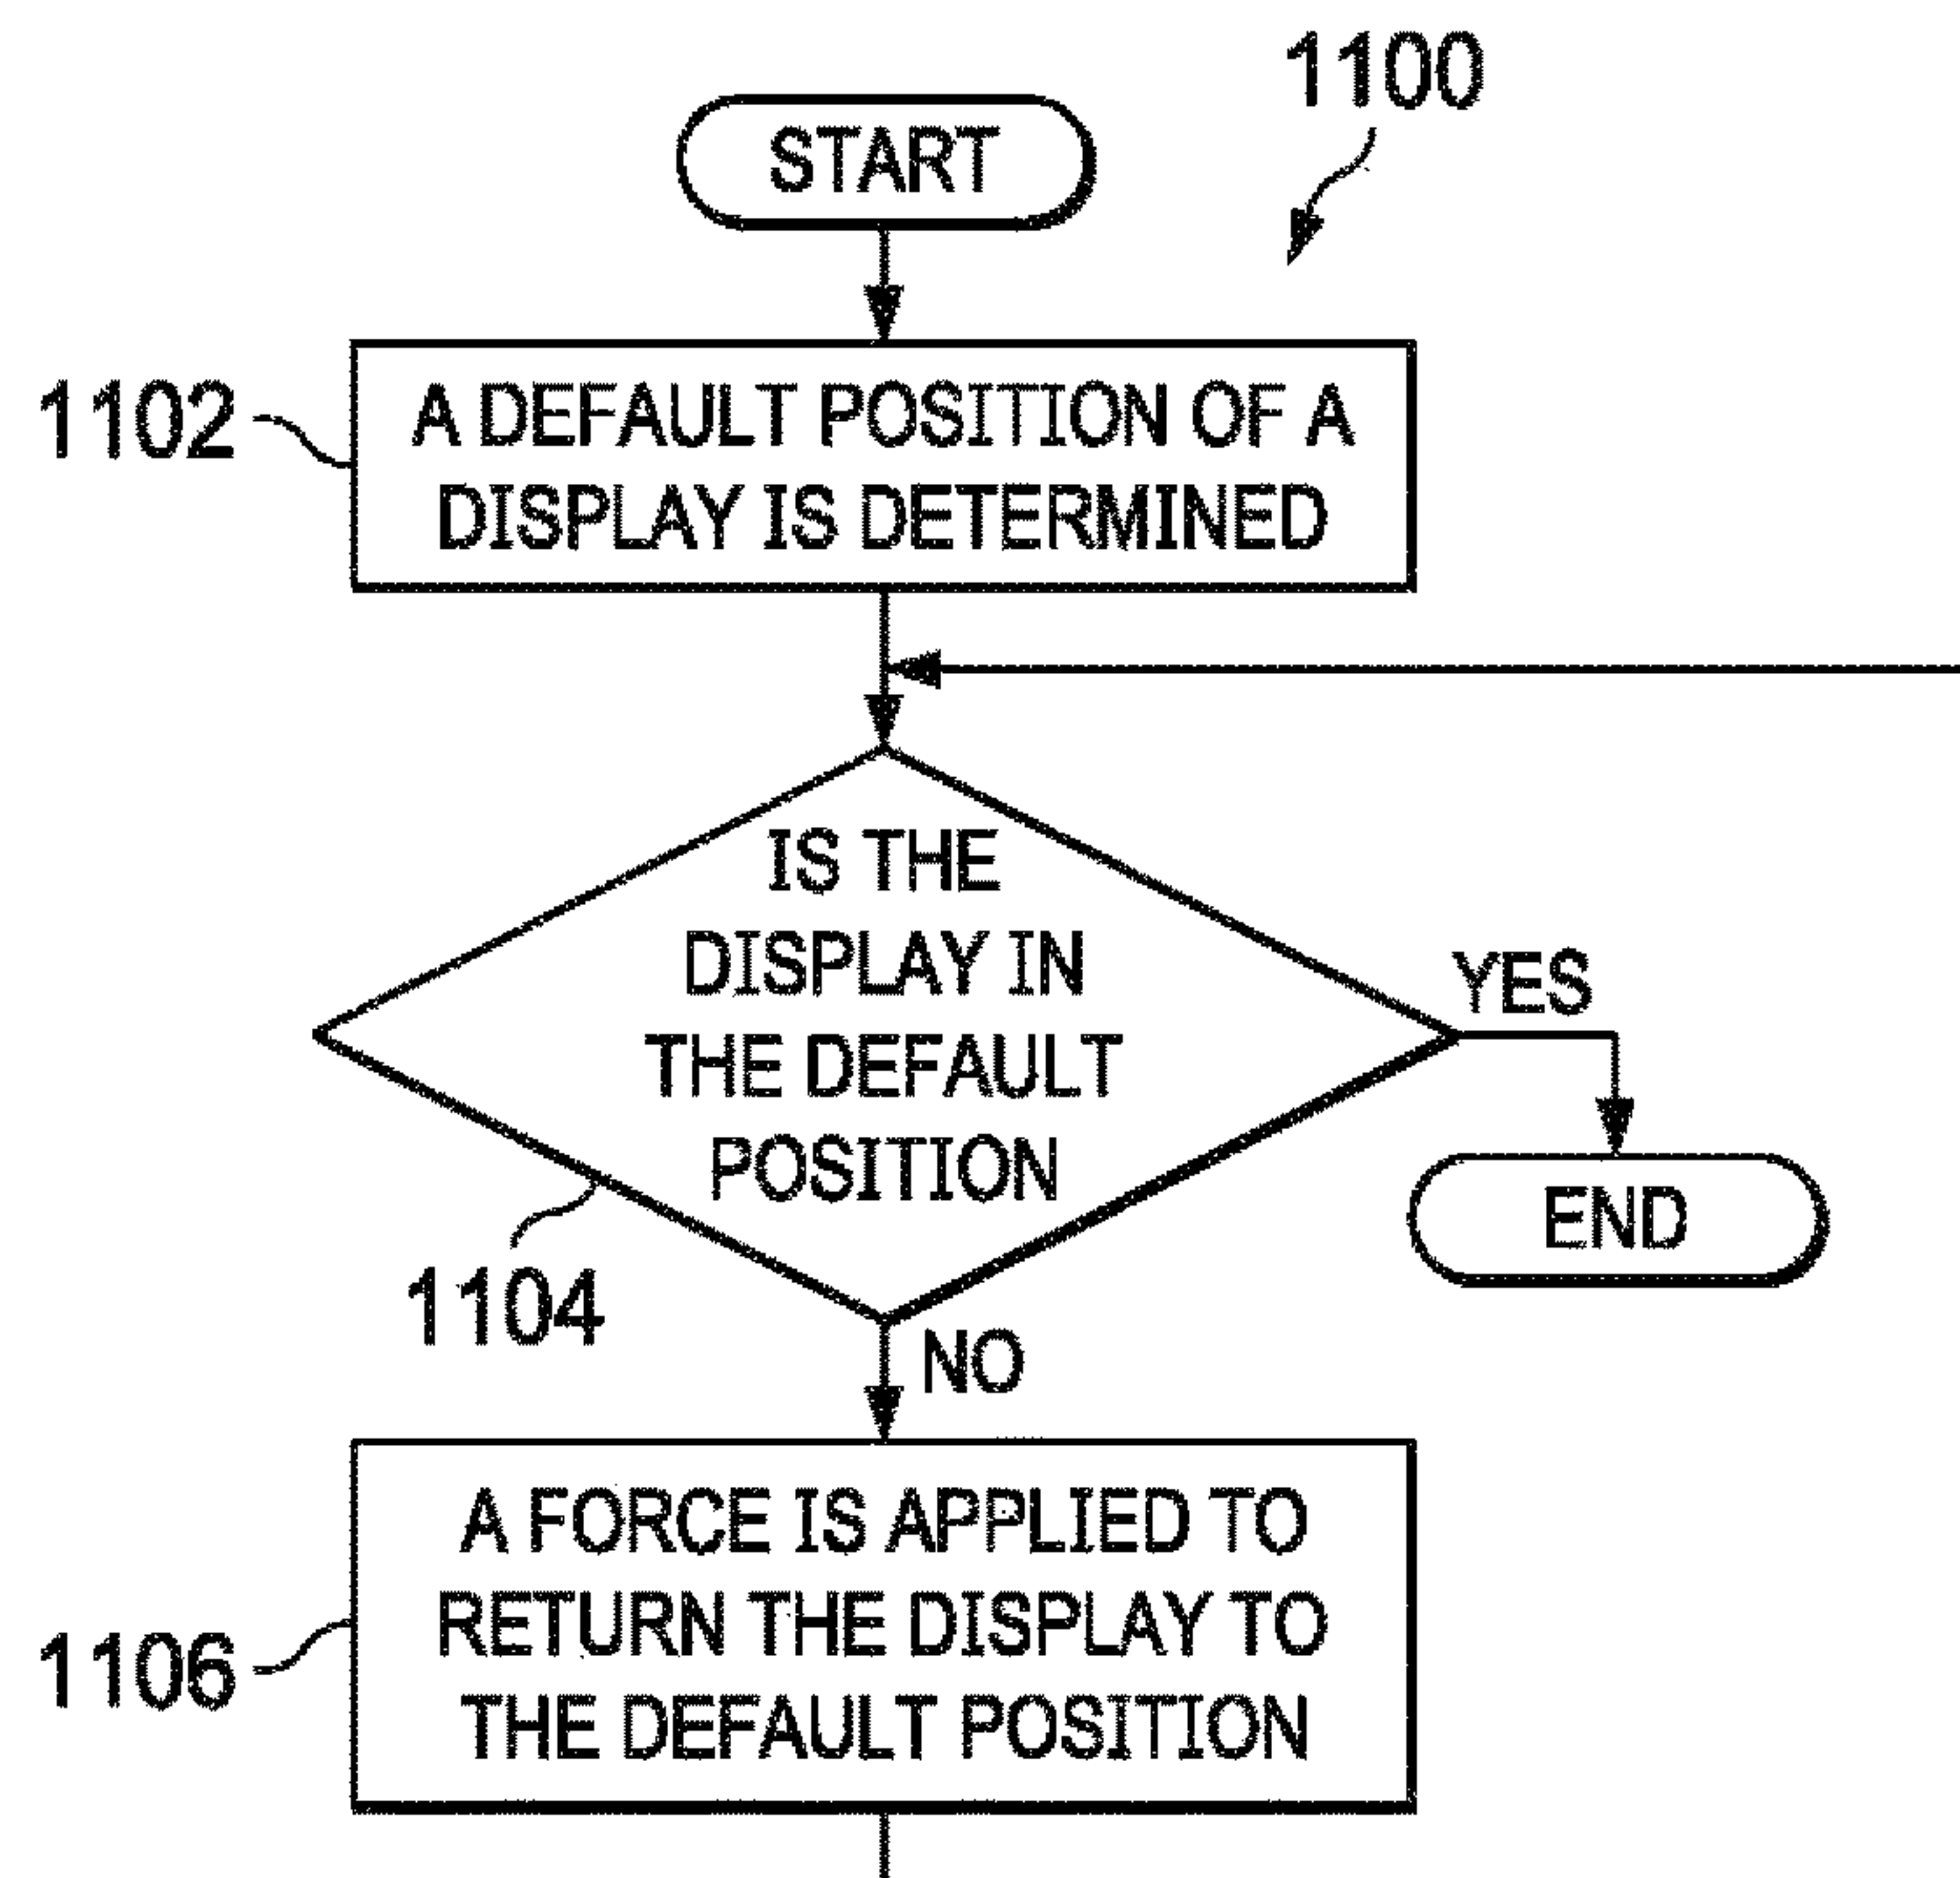 1100
START
1102
A DEFAULT POSITION OF A
DISPLAY IS DETERMINED
IS THE
DISPLAY IN
THE DEFAULT
POSITION
YES
END
1104
NO
A FORCE IS APPLIED TO
RETURN THE DISPLAY TO
THE DEFAULT POSITION
1106